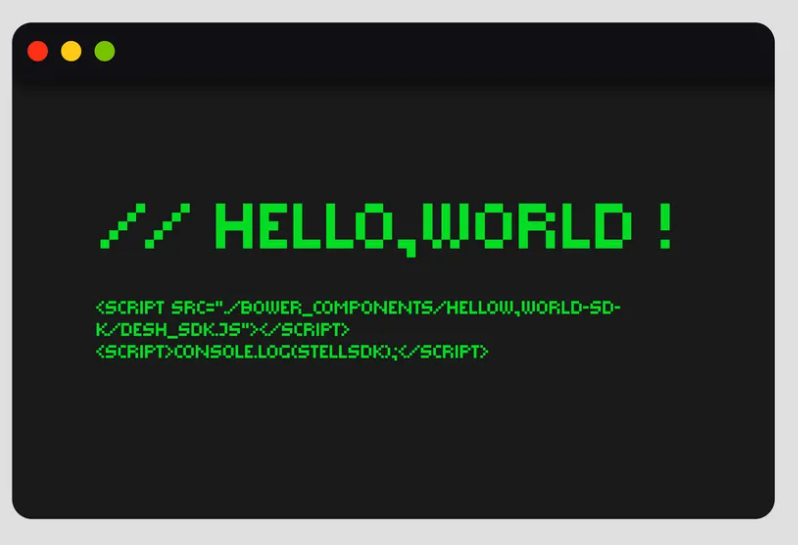 // HELLO,WORLD !
<SCRIPT SRC="./BOWER_COMPONENTS/HELLOW,WORLD-SD-
K/DESH_SDK.JS"></SCRIPT>
<SCRIPT>CONSOLE.LOG(STELLSDK);</SCRIPT>